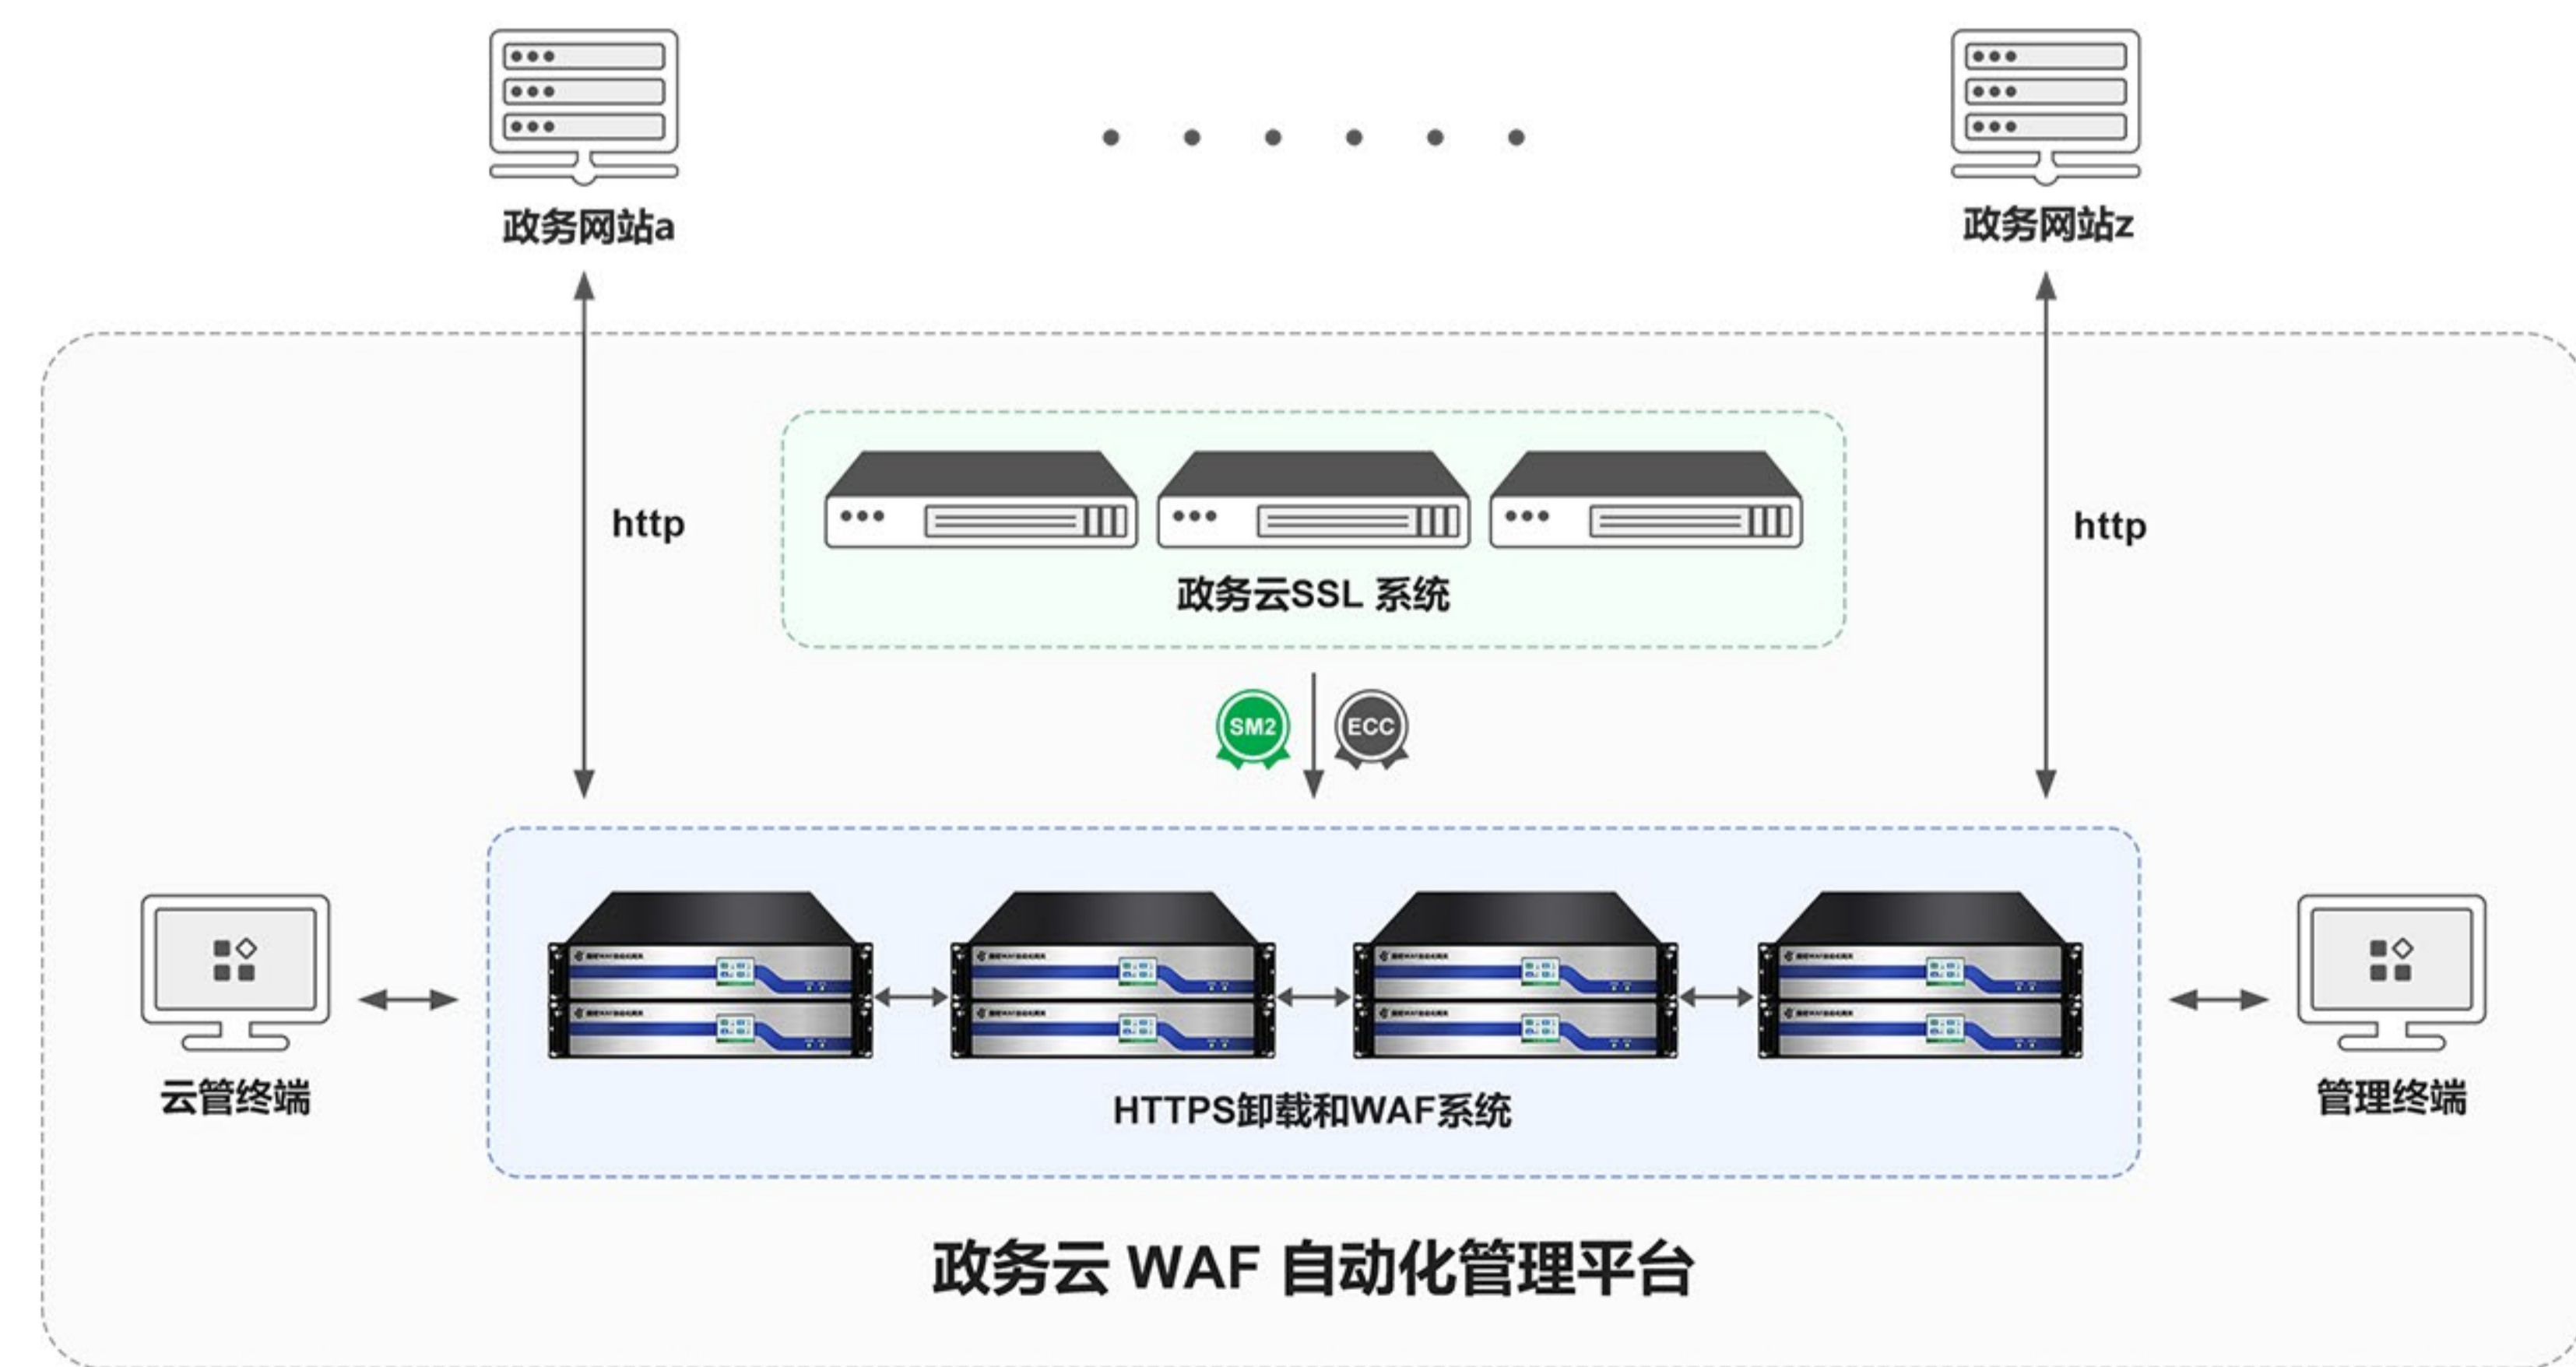 政务网站a
政务网站z
http
http
政务云SSL 系统
SM2
ECC
云管终端
管理终端
HTTPS卸载和WAF系统
政务云 WAF 自动化管理平台